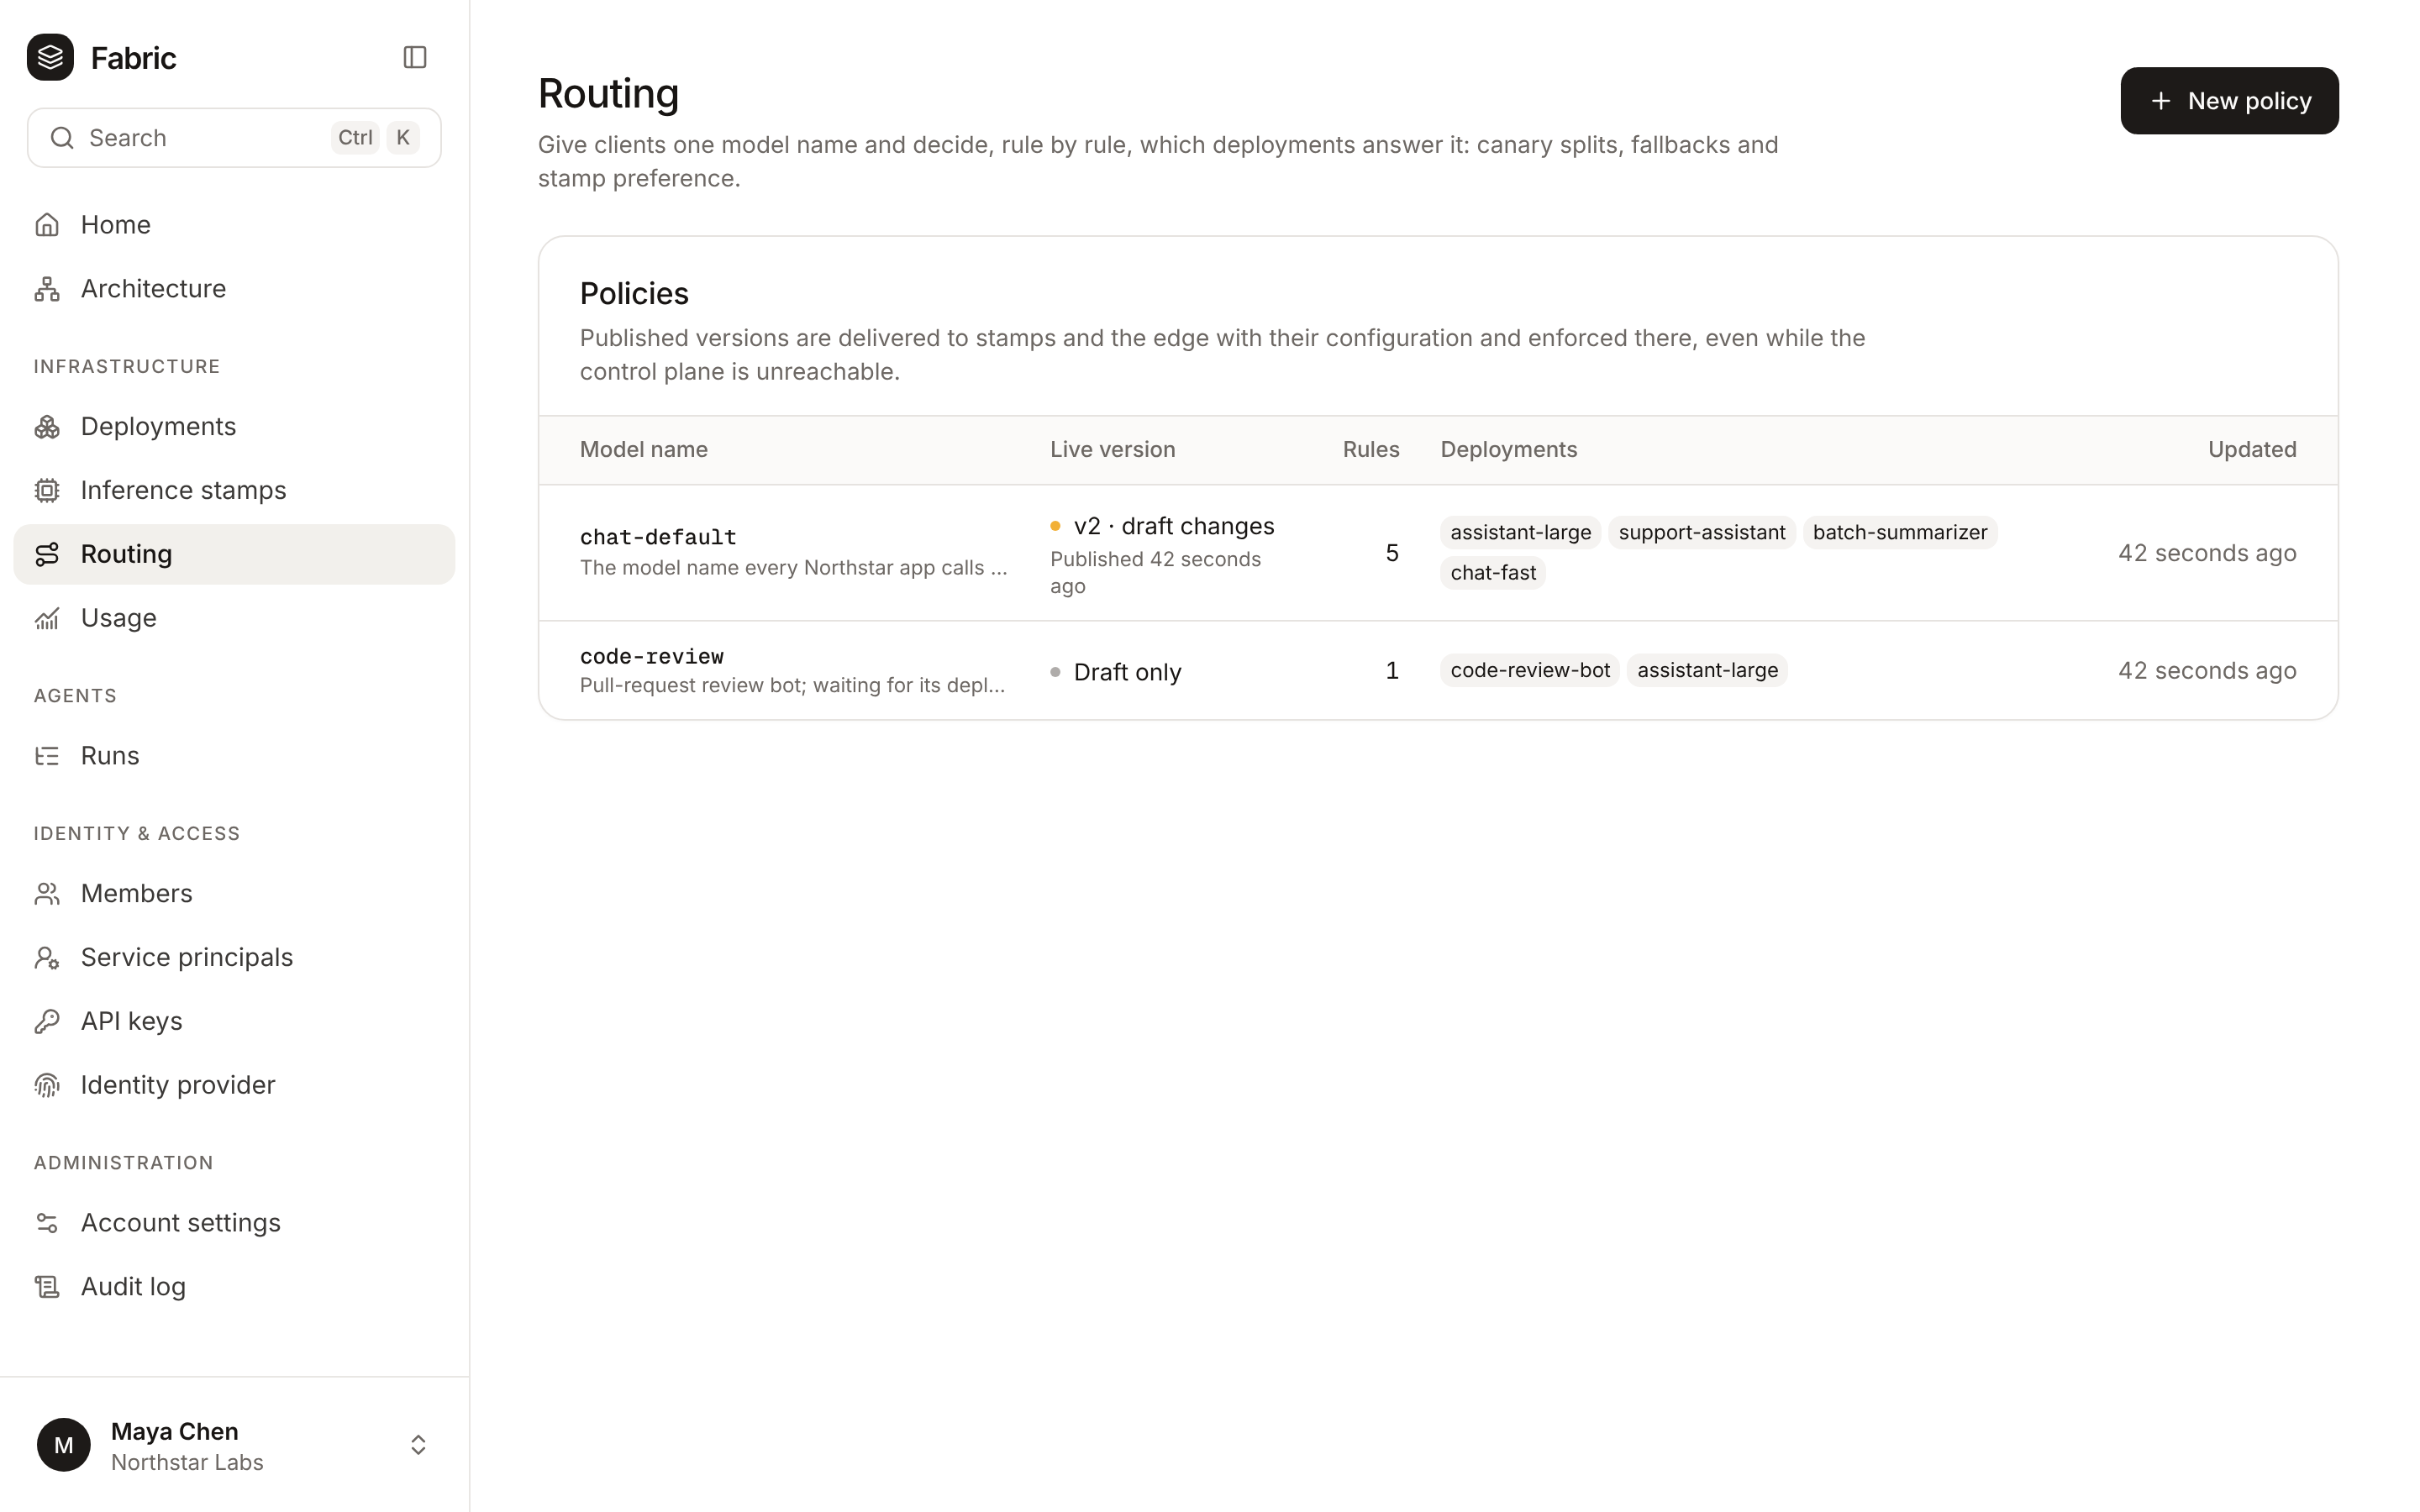 Fabric
Search Ctrl K
Home
Architecture
INFRASTRUCTURE
Deployments
Inference stamps
Routing
Usage
AGENTS
Runs
IDENTITY & ACCESS
Members
Service principals
API keys
Identity provider
ADMINISTRATION
Account settings
Audit log
M
Maya Chen
Northstar Labs
Routing
Give clients one model name and decide, rule by rule, which deployments answer it: canary splits, fallbacks and
stamp preference.
New policy
Policies
Published versions are delivered to stamps and the edge with their configuration and enforced there, even while the
control plane is unreachable.
Model name Live version Rules Deployments Updated
chat-default
The model name every Northstar app calls ...
v2 · draft changes
Published 42 seconds
ago
5
assistant-large support-assistant batch-summarizer
chat-fast
42 seconds ago
code-review
Pull-request review bot; waiting for its depl...
Draft only
1
code-review-bot assistant-large
42 seconds ago